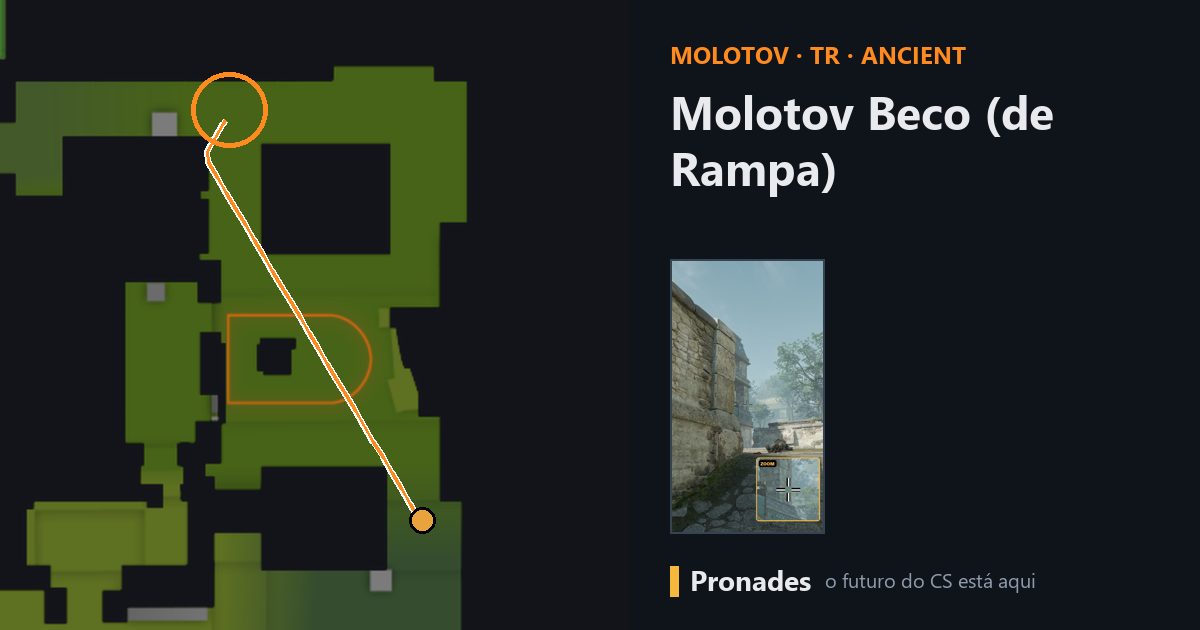 MOLOTOV · TR · ANCIENT
Molotov Beco (de
Rampa)
ZOOM
Pronades o futuro do CS está aqui